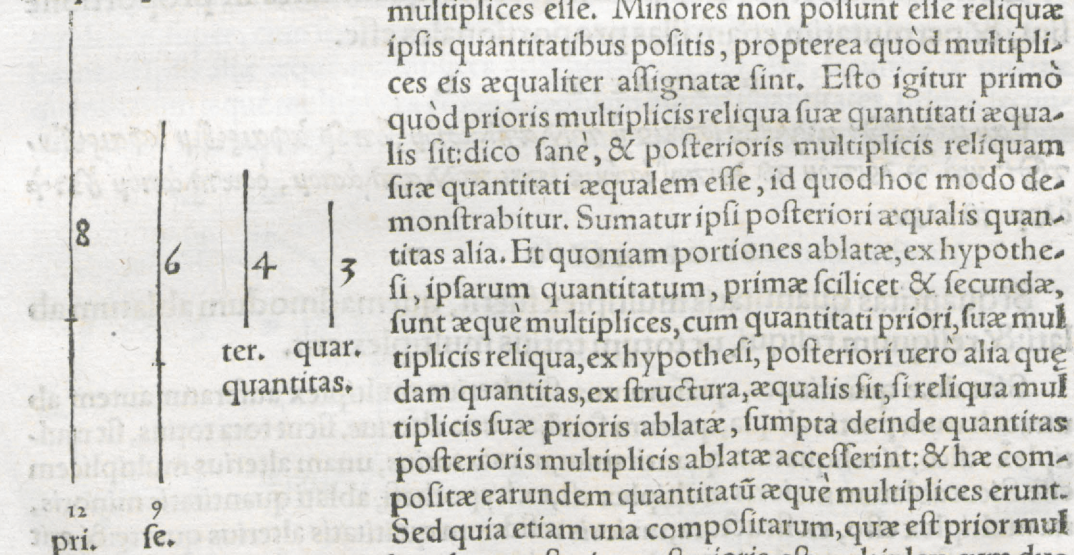 multiplices eſſe. Minores non poſſunt eſſe reliquæ
ipſis quantitatibus poſitis, propterea quod multipli-
ces eis æqualiter aſſignatæ ſint. Eſto igitur primò
quòd prioris multiplicis reliqua ſuæ quantitati æqua-
lis ſit: dico ſanè, & poſterioris multiplicis reliquam
ſuæ quantitati æqualem eſſe, id quod hoc modo de-
monſtrabitur. Sumatur ipſi poſteriori æqualis quan-
titas alia. Et quoniam portiones ablatæ, ex hypothe-
ſi, ipſarum quantitatum, primæ ſcilicet & ſecundæ,
ſunt æquè multiplices, cum quantitati priori, ſuæ mul
tiplicis reliqua, ex hypotheſi, poſteriori uerò alia quę
dam quantitas, ex ſtructura, æqualis ſit, ſi reliqua mul
tiplicis ſuæ prioris ablatæ, ſumpta deinde quantitas
poſterioris multiplicis ablatæ acceſſerint: & hæ com-
poſitæ earundem quantitatũ æquè multiplices erunt.
Sed quia etiam una compoſitarum, quæ eſt prior mul
8
6
4
3
ter. quar.
quantitas.
12
pri. ſe.